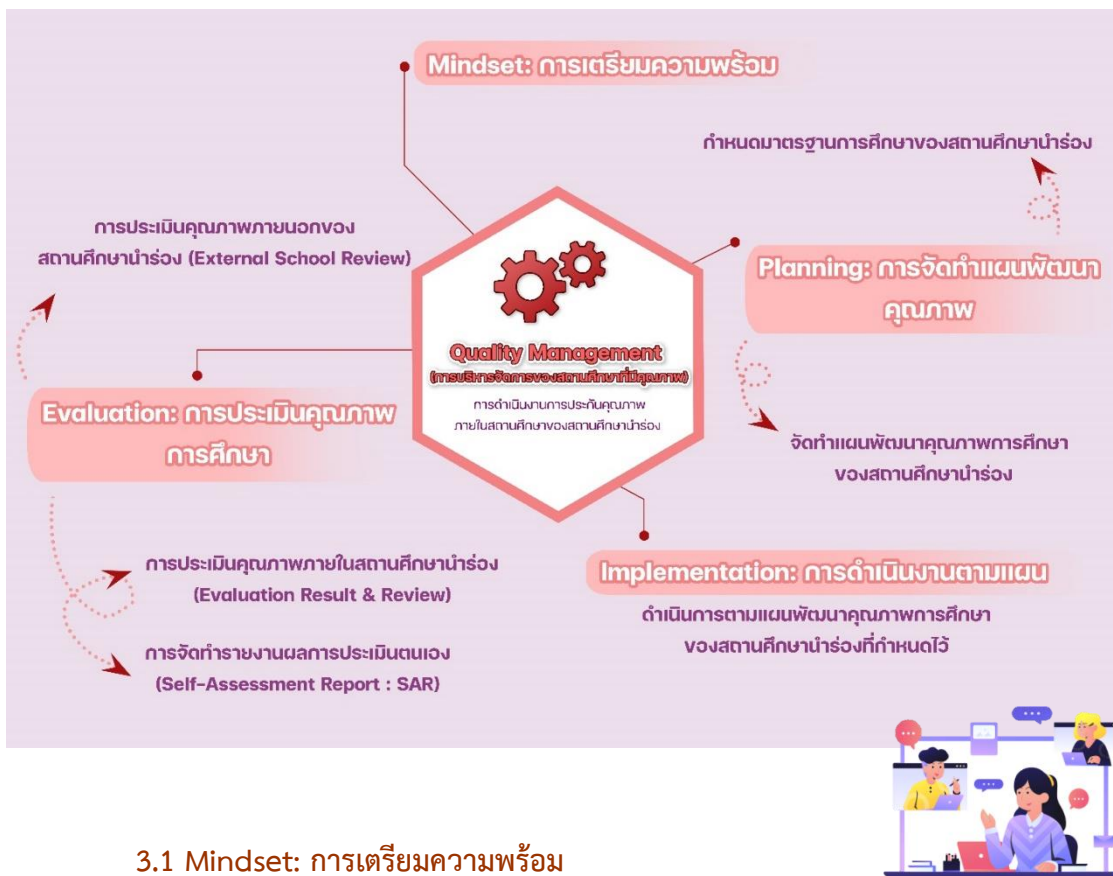 Mindset: การเตรียมความพร้อม
กำหนดมาตรฐานการศึกษาของสถานศึกษานำร่อง
Planning: การจัดทำแผนพัฒนา
คุณภาพ
จัดทำแผนพัฒนาคุณภาพการศึกษา
ของสถานศึกษานำร่อง
Quality Management
(การบริหารจัดการของสถานศึกษาที่มีคุณภาพ)
การดำเนินงานการประกันคุณภาพ
ภายในสถานศึกษาของสถานศึกษานำร่อง
Implementation: การดำเนินงานตามแผน
ดำเนินการตามแผนพัฒนาคุณภาพการศึกษา
ของสถานศึกษานำร่องที่กำหนดไว้
การประเมินคุณภาพภายนอกของ
สถานศึกษานำร่อง (External School Review)
Evaluation: การประเมินคุณภาพ
การศึกษา
การประเมินคุณภาพภายในสถานศึกษานำร่อง
(Evaluation Result & Review)
การจัดทำรายงานผลการประเมินตนเอง
(Self-Assessment Report : SAR)
3.1 Mindset: การเตรียมความพร้อม